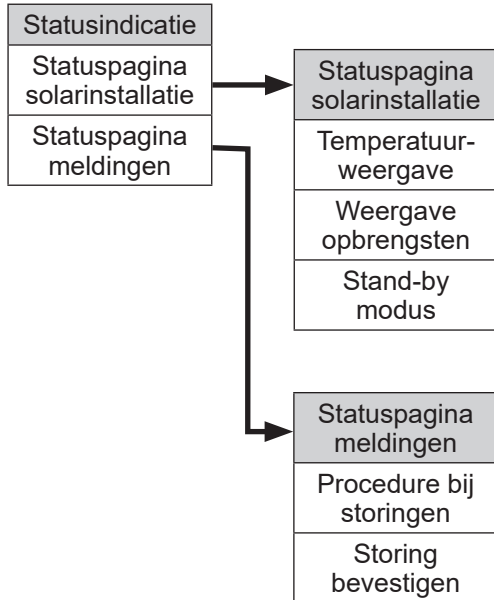 Statusindicatie
Statuspagina
solarinstallatie
Statuspagina
meldingen
Statuspagina
solarinstallatie
Temperatuur-
weergave
Weergave
opbrengsten
Stand-by
modus
Statuspagina
meldingen
Procedure bij
storingen
Storing
bevestigen